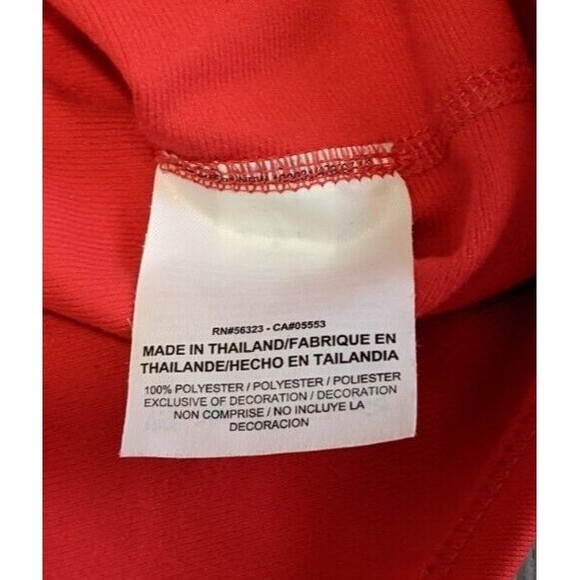 RN#56323 - CA#05553
MADE IN THAILAND/FABRIQUE EN
THAILANDE/HECHO EN TAILANDIA
100% POLYESTER / POLYESTER / POLIESTER
EXCLUSIVE OF DECORATION / DECORATION
NON COMPRISE / NO INCLUYE LA
DECORACION